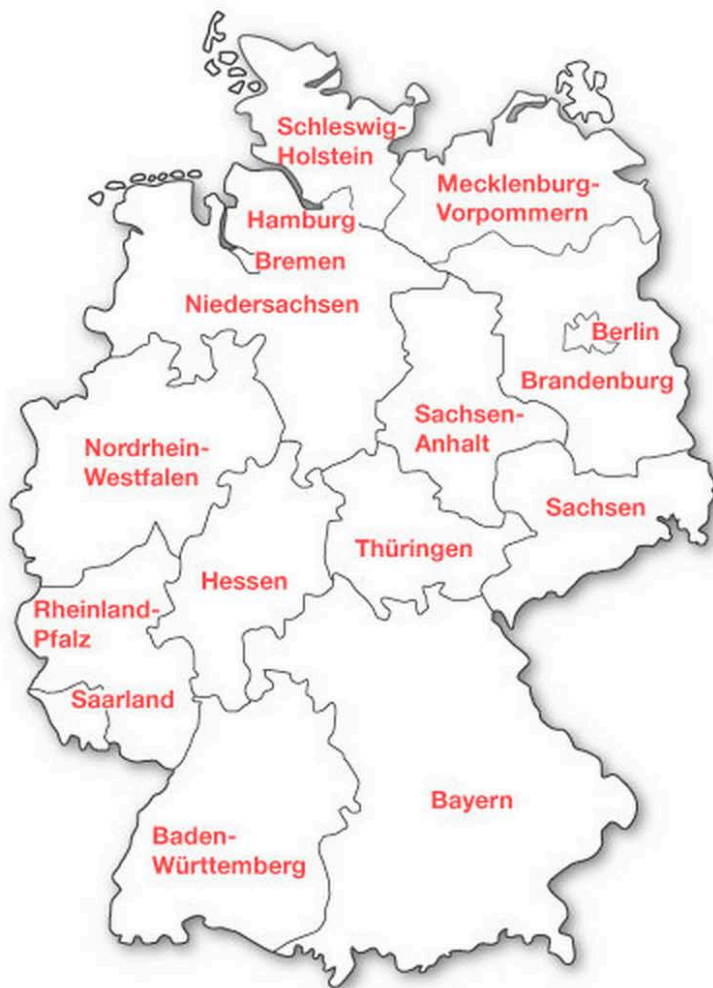 Schleswig-
Holstein
Mecklenburg-
Vorpommern
Hamburg
Bremen
Niedersachsen
Berlin
Brandenburg
Sachsen-
Anhalt
Nordrhein-
Westfalen
Sachsen
Thüringen
Hessen
Rheinland-
Pfalz
Saarland
Bayern
Baden-
Württemberg